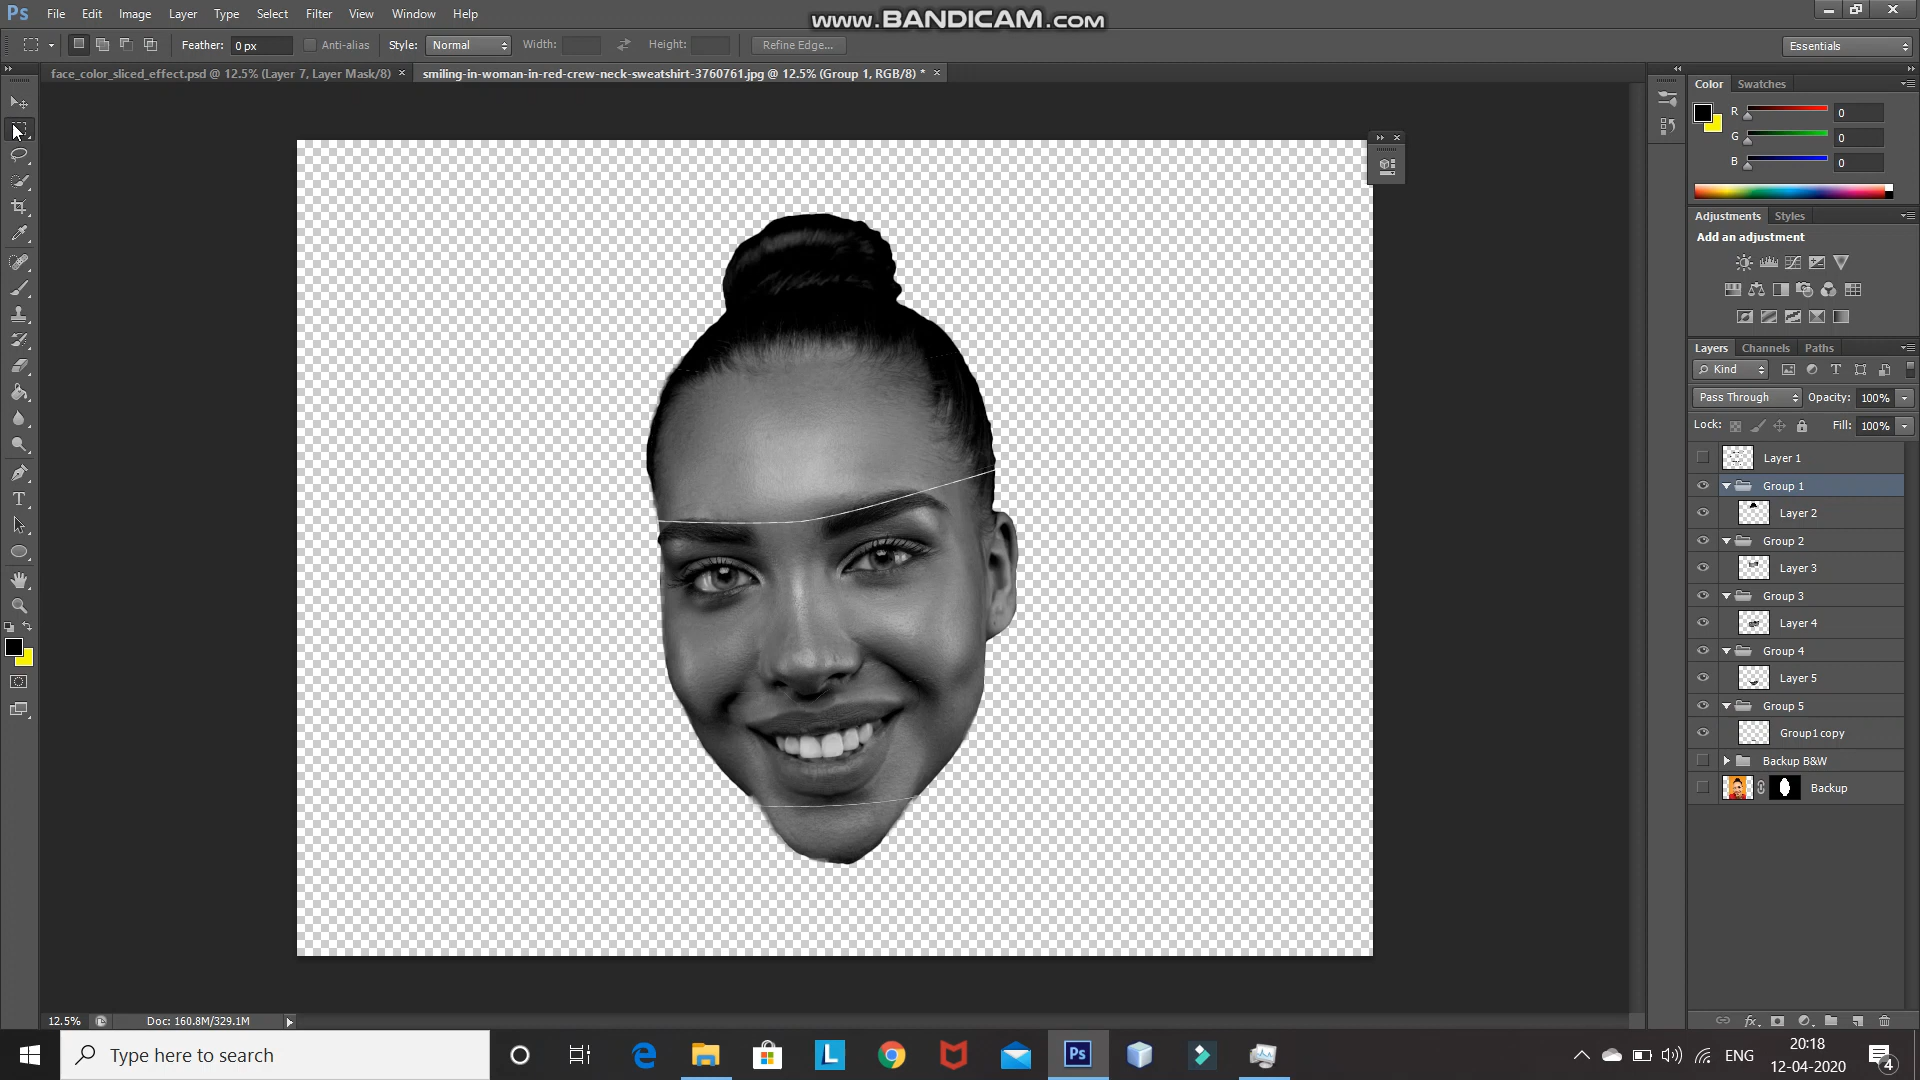 Ps File Edit Image Layer Type Select Filter View Window Help
www.BANDICAM.com
Feather: 0 px Anti-alias Style: Normal Width: Height: Refine Edge... Essentials
face_color_sliced_effect.psd @ 12.5% (Layer 7, Layer Mask/8) × smiling-in-woman-in-red-crew-neck-sweatshirt-3760761.jpg @ 12.5% (Group 1, RGB/8) * ×
Color Swatches
R 0
G 0
B 0
Adjustments Styles
Add an adjustment
Layers Channels Paths
Kind
Pass Through Opacity: 100%
Lock: Fill: 100%
Layer 1
Group 1
Layer 2
Group 2
Layer 3
Group 3
Layer 4
Group 4
Layer 5
Group 5
Group1 copy
Backup B&W
Backup
12.5% Doc: 160.8M/329.1M
Type here to search
L
Ps
ENG
20:18
12-04-2020
4